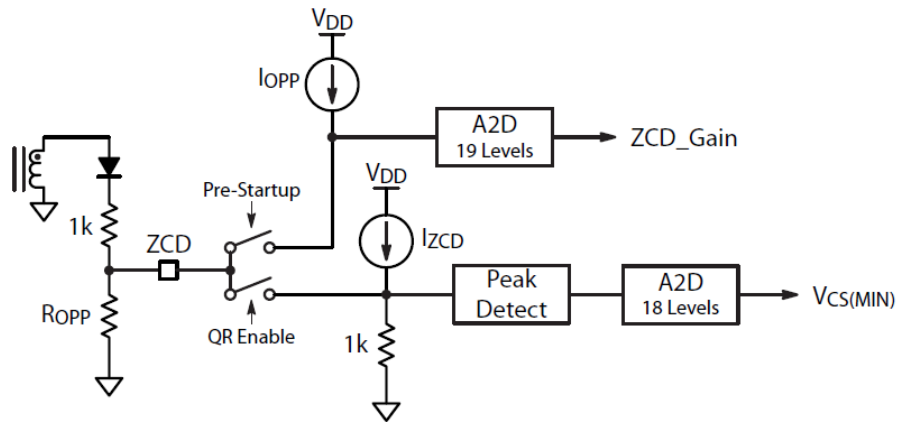 VDD
IOPP
A2D
19 Levels
ZCD_Gain
Pre-Startup
VDD
1k
ZCD
IZCD
Peak
Detect
A2D
18 Levels
VCS(MIN)
ROPP
QR Enable
1k